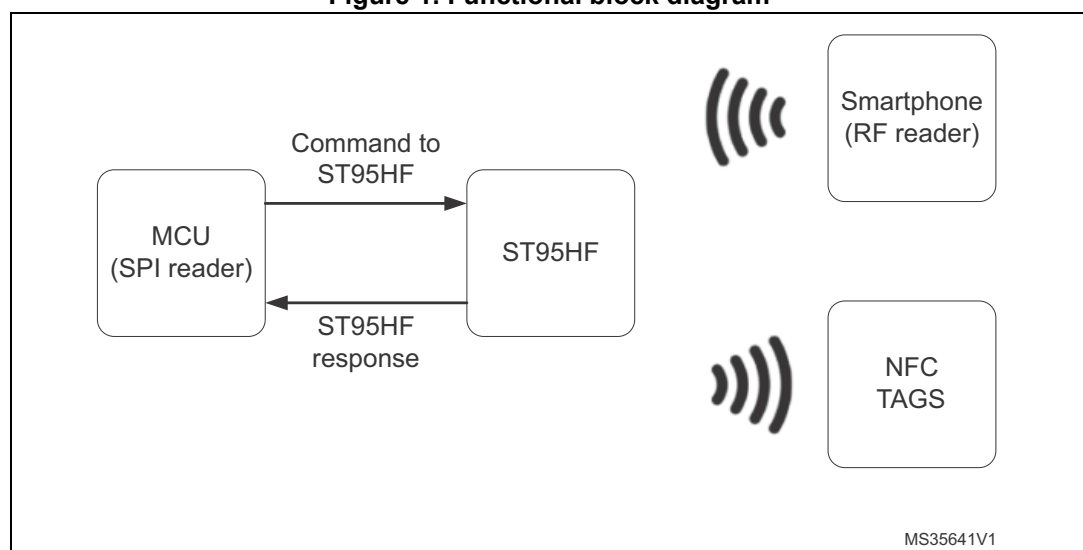 Figure 1. Functional block diagram
Command to
ST95HF
MCU
(SPI reader)
ST95HF
ST95HF
response
Smartphone
(RF reader)
NFC
TAGS
MS35641V1